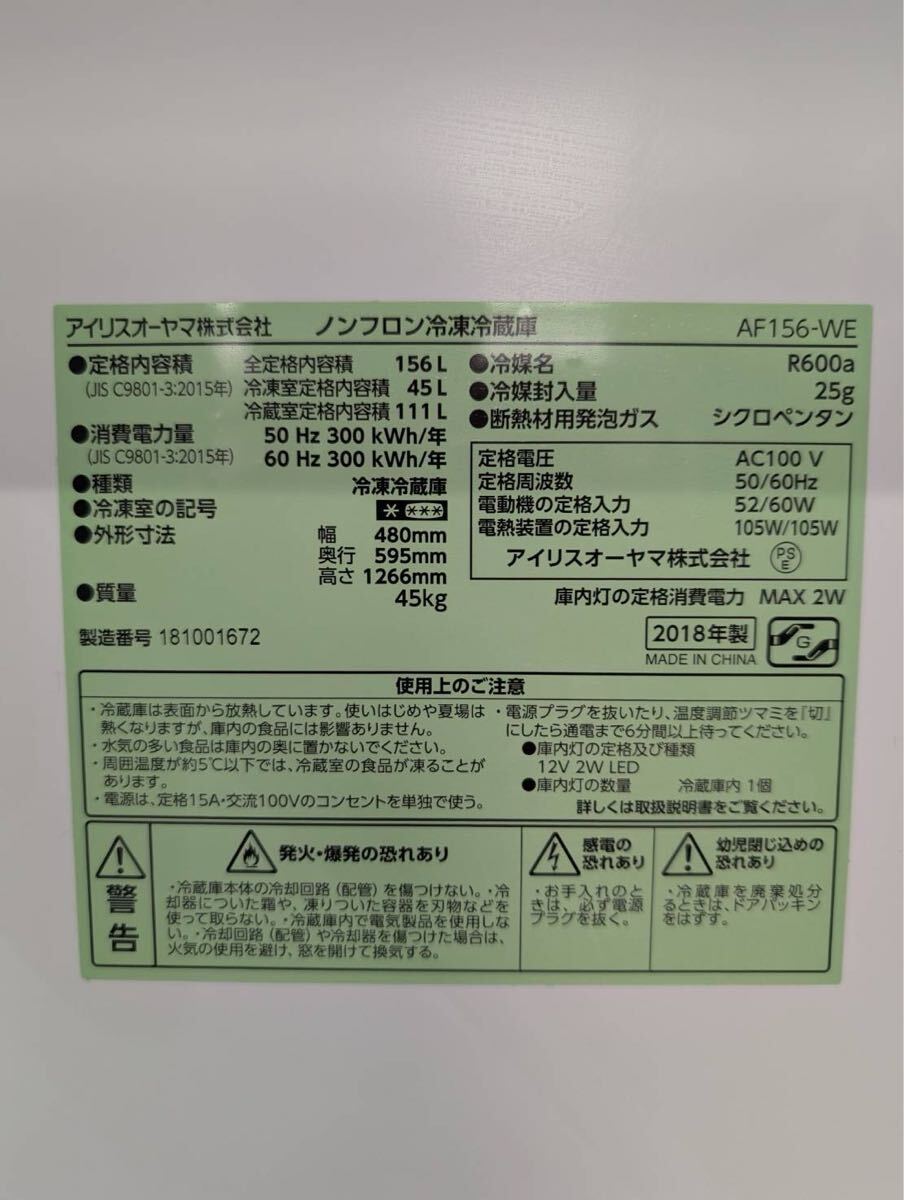 アイリスオーヤマ株式会社 ノンフロン冷凍冷蔵庫 AF156-WE
●定格内容積 全定格内容積 156 L
(JIS C9801-3:2015年) 冷凍室定格内容積 45 L
冷蔵室定格内容積 111 L
●消費電力量 50 Hz 300 kWh/年
(JIS C9801-3:2015年) 60 Hz 300 kWh/年
●種類 冷凍冷蔵庫
●冷凍室の記号 * ***
●外形寸法 幅 480mm
奥行 595mm
高さ 1266mm
●質量 45kg
製造番号 181001672
●冷媒名 R600a
●冷媒封入量 25g
●断熱材用発泡ガス シクロペンタン
定格電圧 AC100 V
定格周波数 50/60Hz
電動機の定格入力 52/60W
電熱装置の定格入力 105W/105W
アイリスオーヤマ株式会社 PS E
庫内灯の定格消費電力 MAX 2W
2018年製
MADE IN CHINA
G
使用上のご注意
・冷蔵庫は表面から放熱しています。使いはじめや夏場は
熱くなりますが、庫内の食品には影響ありません。
・水気の多い食品は庫内の奥に置かないでください。
・周囲温度が約5℃以下では、冷蔵室の食品が凍ることが
あります。
・電源は、定格15A・交流100Vのコンセントを単独で使う。
・電源プラグを抜いたり、温度調節ツマミを『切』
にしたら通電まで6分間以上待ってください。
●庫内灯の定格及び種類
12V 2W LED
●庫内灯の数量 冷蔵庫内 1個
詳しくは取扱説明書をご覧ください。
警告
発火・爆発の恐れあり
・冷蔵庫本体の冷却回路（配管）を傷つけない。・冷
却器についた霜や、凍りついた容器を刃物などを
使って取らない。・冷蔵庫内で電気製品を使用しな
い。・冷却回路（配管）や冷却器を傷つけた場合は、
火気の使用を避け、窓を開けて換気する。
感電の
恐れあり
・お手入れのと
きは、必ず電源
プラグを抜く。
幼児閉じ込めの
恐れあり
・冷蔵庫を廃棄処分
るときは、ドアパッキン
をはずす。